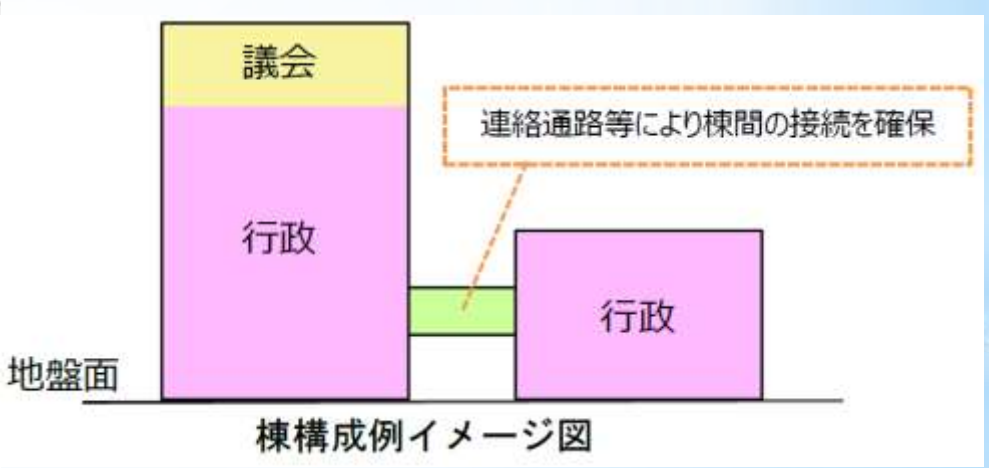 議会
連絡通路等により棟間の接続を確保
行政
行政
地盤面
棟構成例イメージ図